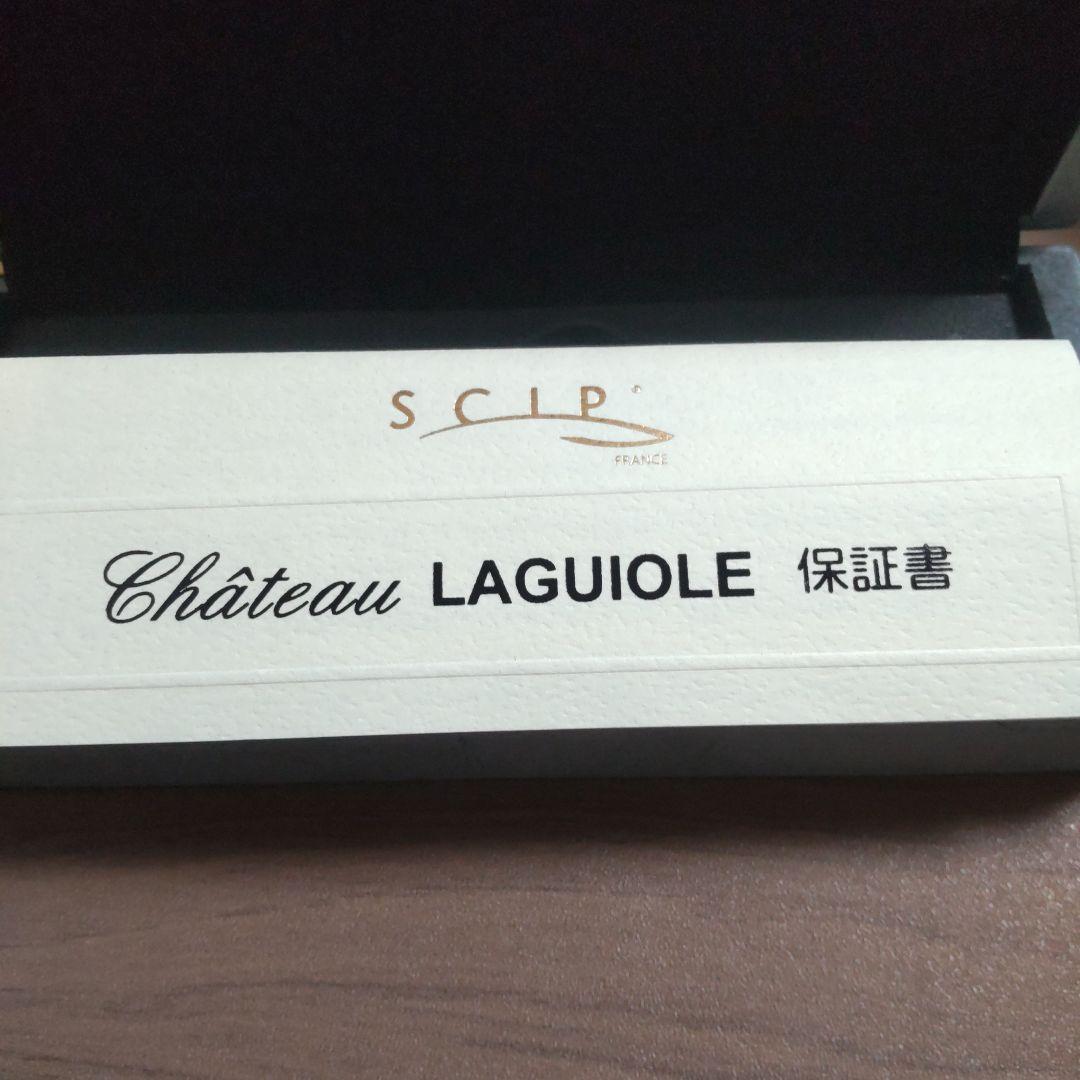 SCIP
FRANCE
Château LAGUIOLE 保証書